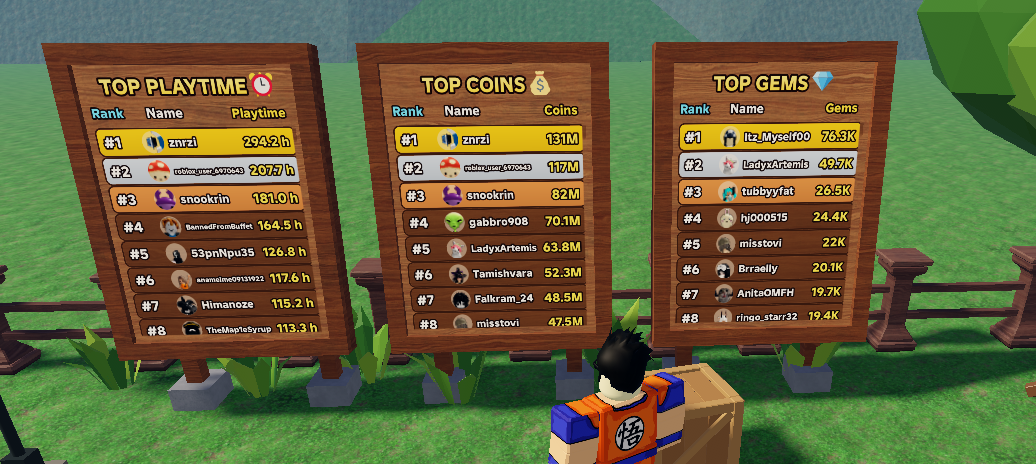 TOP PLAYTIME
Rank Name Playtime
#1 znrzi 294.2 h
#2 roblox_user_6970643 207.7 h
#3 snookrin 181.0 h
#4 BannedFromBuffet 164.5 h
#5 53pnNpu35 126.8 h
#6 anameime09131922 117.6 h
#7 Himanoze 115.2 h
#8 TheMap1eSyrup 113.3 h
TOP COINS
Rank Name Coins
#1 znrzi 131M
#2 roblox_user_6970643 117M
#3 snookrin 82M
#4 gabbro908 70.1M
#5 LadyxArtemis 63.8M
#6 Tamishvara 52.3M
#7 Falkram_24 48.5M
#8 misstovi 47.5M
TOP GEMS
Rank Name Gems
#1 Itz_Myself00 76.3K
#2 LadyxArtemis 49.7K
#3 tubbyyfat 26.5K
#4 hj000515 24.4K
#5 misstovi 22K
#6 Brraelly 20.1K
#7 AnitaOMFH 19.7K
#8 ringo_starr32 19.4K
悟